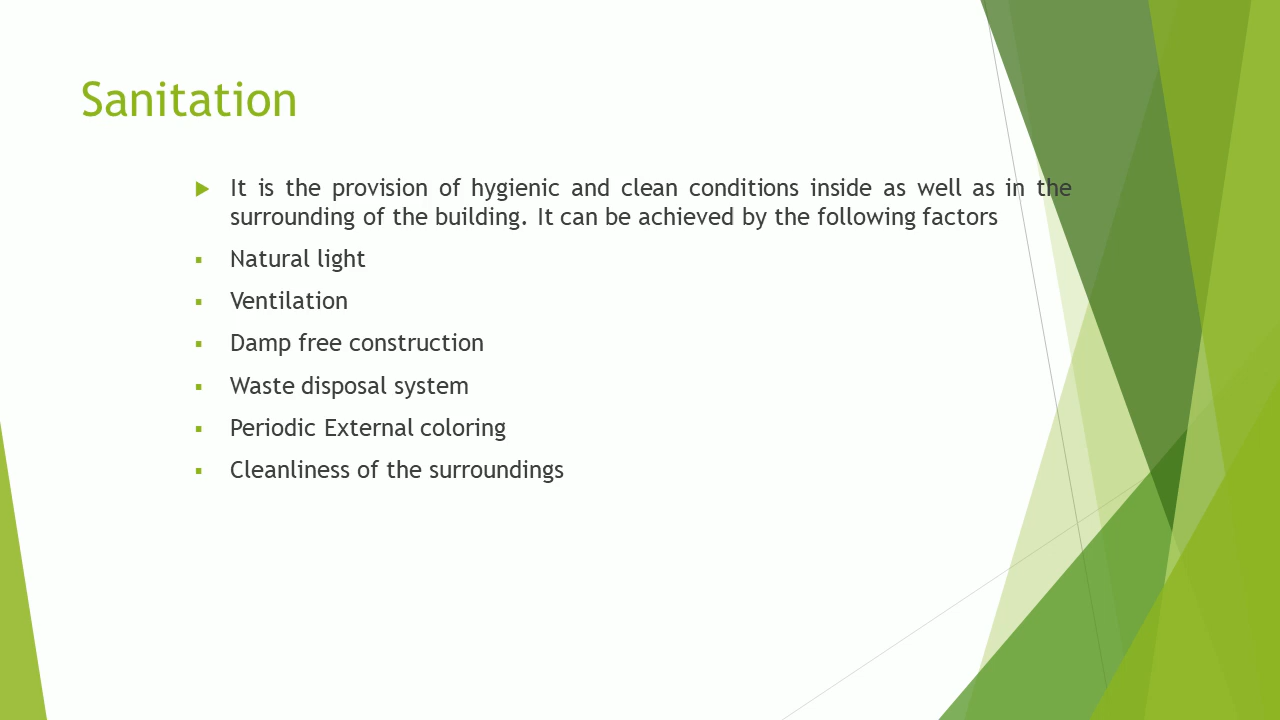 Sanitation
It is the provision of hygienic and clean conditions inside as well as in the
surrounding of the building. It can be achieved by the following factors
Natural light
Ventilation
Damp free construction
Waste disposal system
Periodic External coloring
Cleanliness of the surroundings